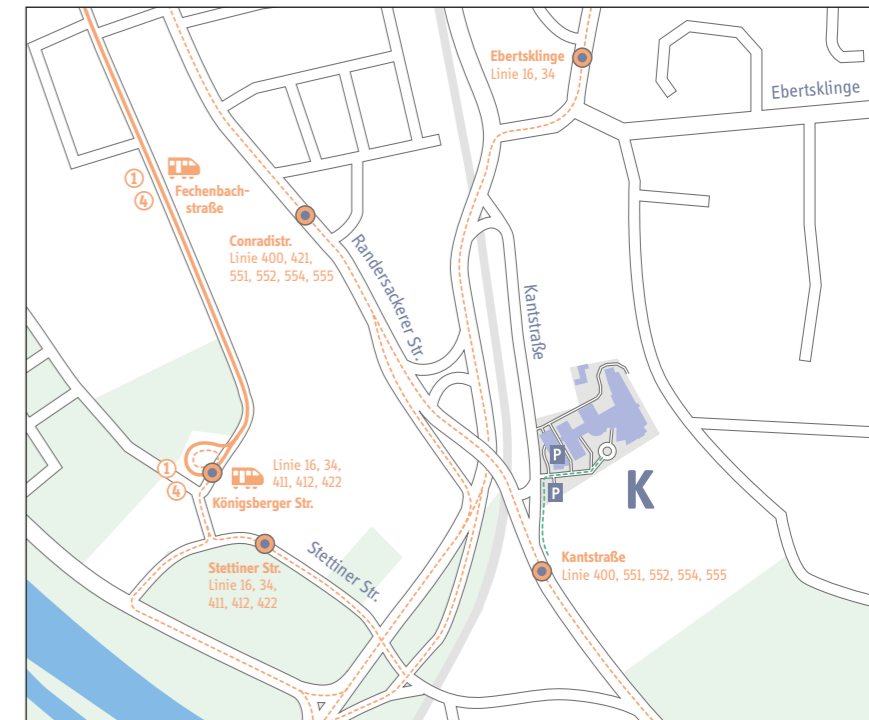 Ebertsklinge
Linie 16, 34
Ebertsklinge
①
④
Fechenbach-
straße
Conradistr.
Linie 400, 421,
551, 552, 554, 555
Randersackerer Str.
Kantstraße
①
④
Linie 16, 34,
411, 412, 422
Königsberger Str.
P
P
K
Stettiner Str.
Linie 16, 34,
411, 412, 422
Stettiner Str.
Kantstraße
Linie 400, 551, 552, 554, 555